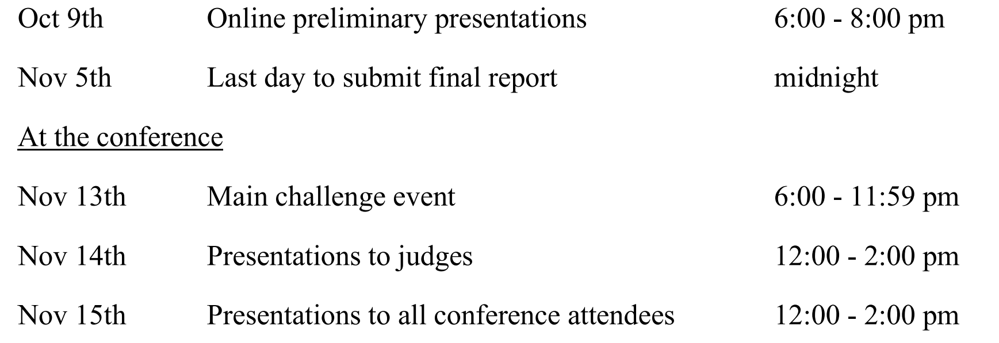 Oct 9th Online preliminary presentations 6:00 - 8:00 pm
Nov 5th Last day to submit final report midnight
At the conference
Nov 13th Main challenge event 6:00 - 11:59 pm
Nov 14th Presentations to judges 12:00 - 2:00 pm
Nov 15th Presentations to all conference attendees 12:00 - 2:00 pm